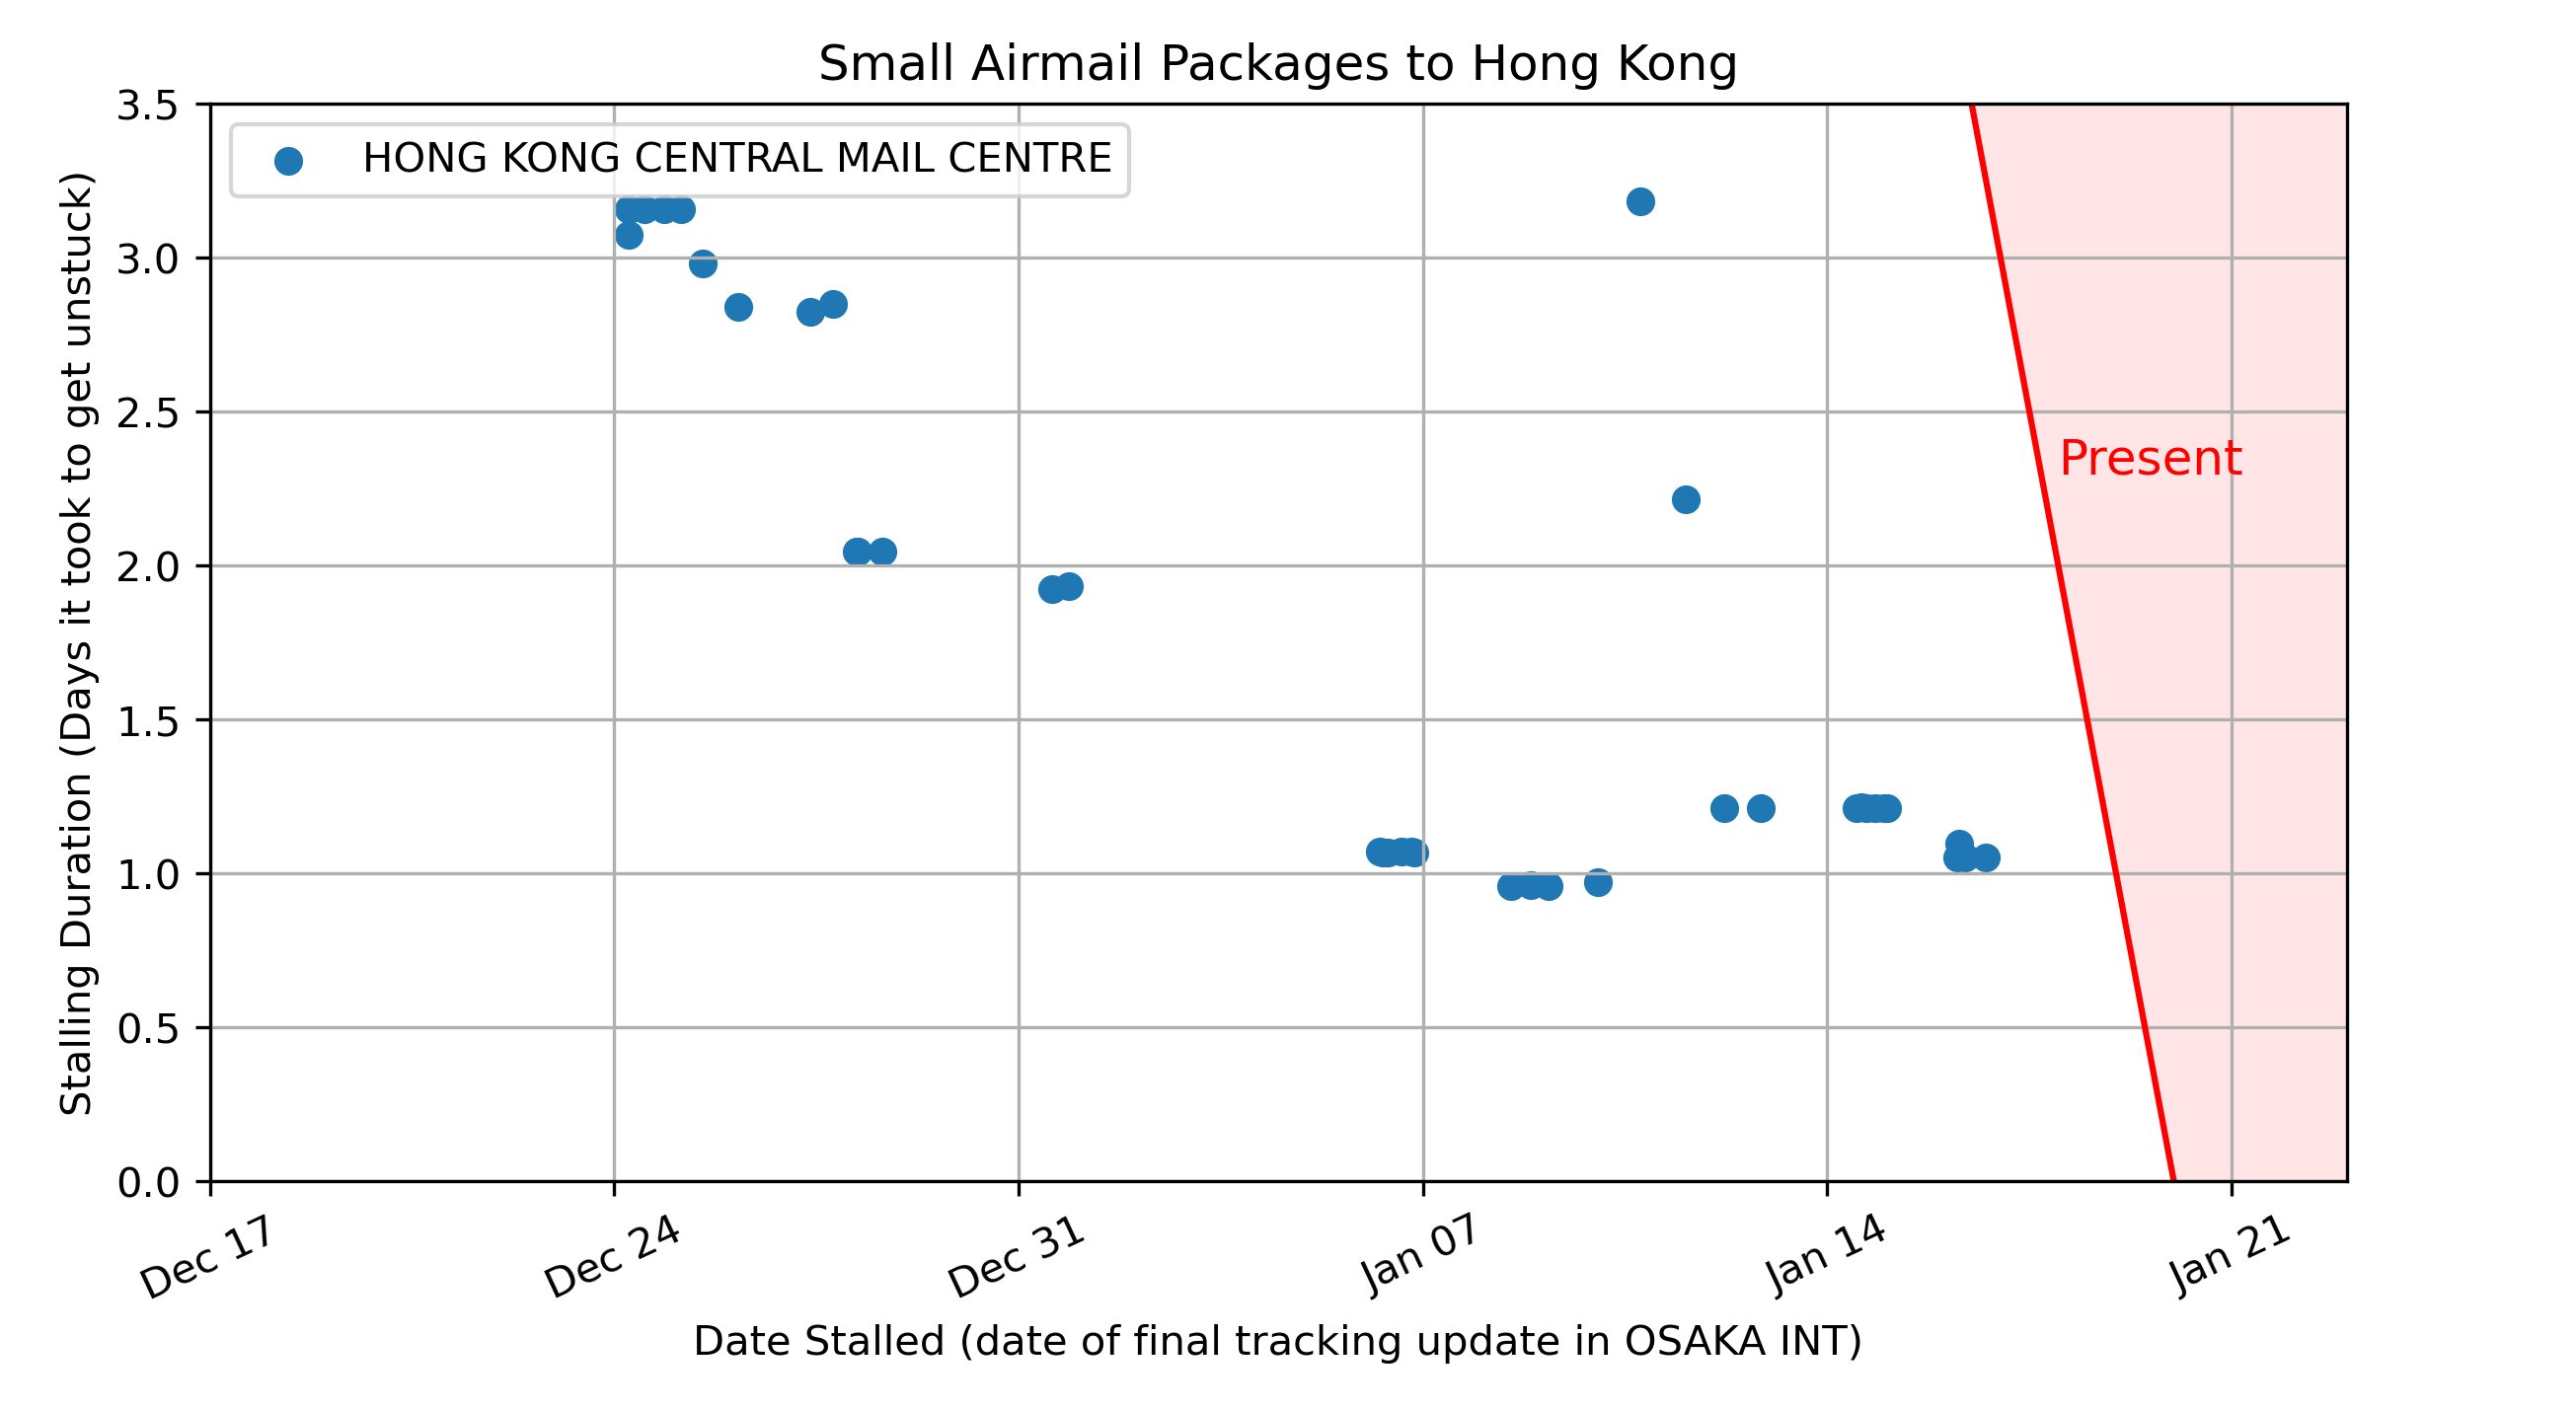 Small Airmail Packages to Hong Kong
HONG KONG CENTRAL MAIL CENTRE
Stalling Duration (Days it took to get unstuck)
3.5
3.0
2.5
2.0
1.5
1.0
0.5
0.0
Present
Dec 17
Dec 24
Dec 31
Jan 07
Jan 14
Jan 21
Date Stalled (date of final tracking update in OSAKA INT)